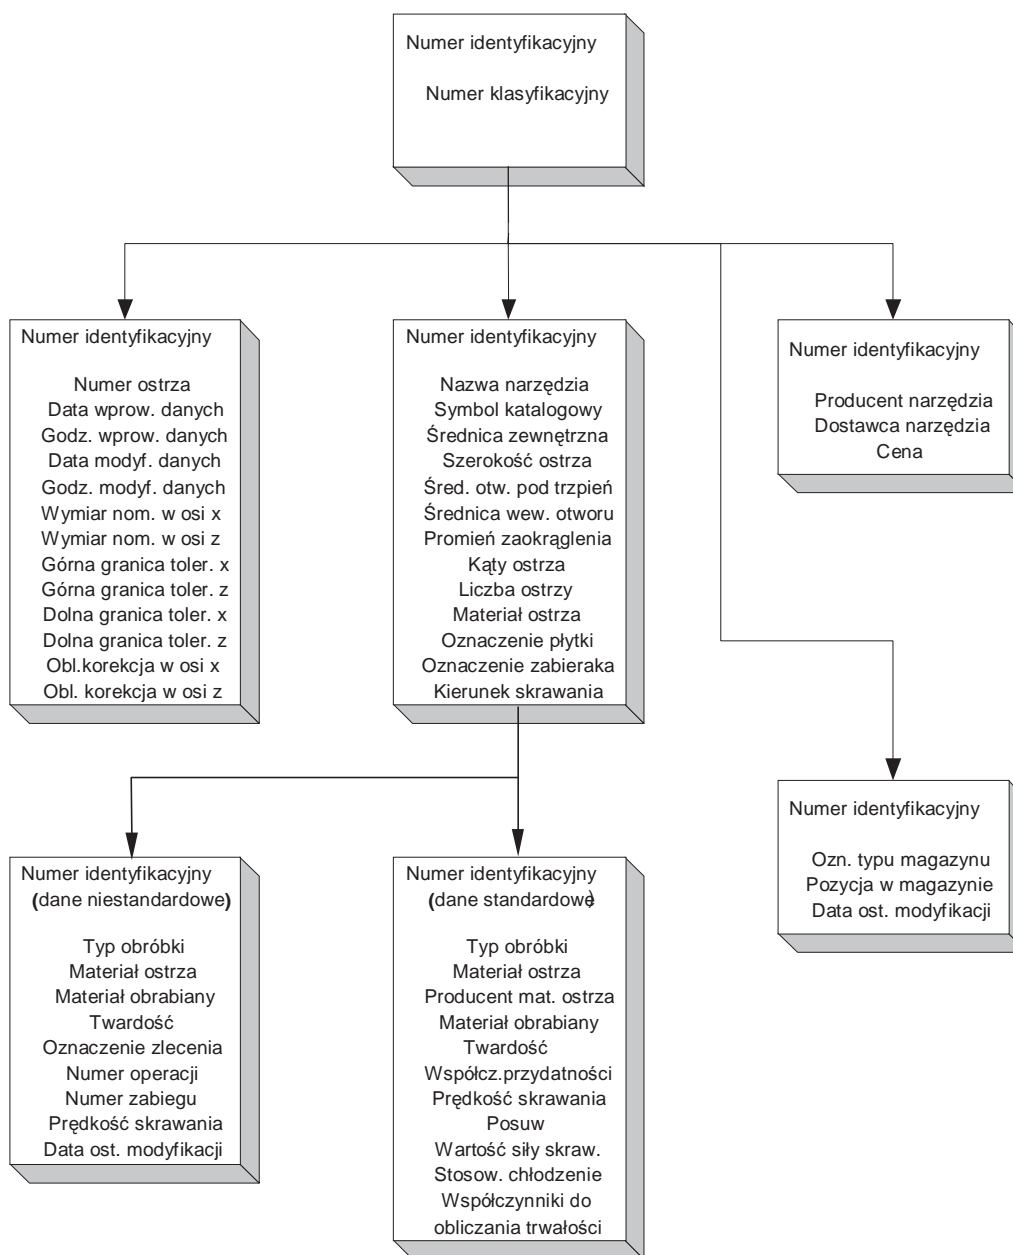 Numer identyfikacyjny
Numer klasyfikacyjny
Numer identyfikacyjny
Numer ostrza
Data wprow. danych
Godz. wprow. danych
Data modyf. danych
Godz. modyf. danych
Wymiar nom. w osi x
Wymiar nom. w osi z
Górna granica toler. x
Górna granica toler. z
Dolna granica toler. x
Dolna granica toler. z
Obl.korekcja w osi x
Obl. korekcja w osi z
Numer identyfikacyjny
Nazwa narzędzia
Symbol katalogowy
Średnica zewnętrzna
Szerokość ostrza
Śred. otw. pod trzpień
Średnica wew. otworu
Promień zaokrąglenia
Kąty ostrza
Liczba ostrzy
Materiał ostrza
Oznaczenie płytki
Oznaczenie zabieraka
Kierunek skrawania
Numer identyfikacyjny
Producent narzędzia
Dostawca narzędzia
Cena
Numer identyfikacyjny
Ozn. typu magazynu
Pozycja w magazynie
Data ost. modyfikacji
Numer identyfikacyjny
(dane niestandardowe)
Typ obróbki
Materiał ostrza
Materiał obrabiany
Twardość
Oznaczenie zlecenia
Numer operacji
Numer zabiegu
Prędkość skrawania
Data ost. modyfikacji
Numer identyfikacyjny
(dane standardowe)
Typ obróbki
Materiał ostrza
Producent mat. ostrza
Materiał obrabiany
Twardość
Współcz.przydatności
Prędkość skrawania
Posuw
Wartość siły skraw.
Stosow. chłodzenie
Współczynniki do
obliczania trwałości